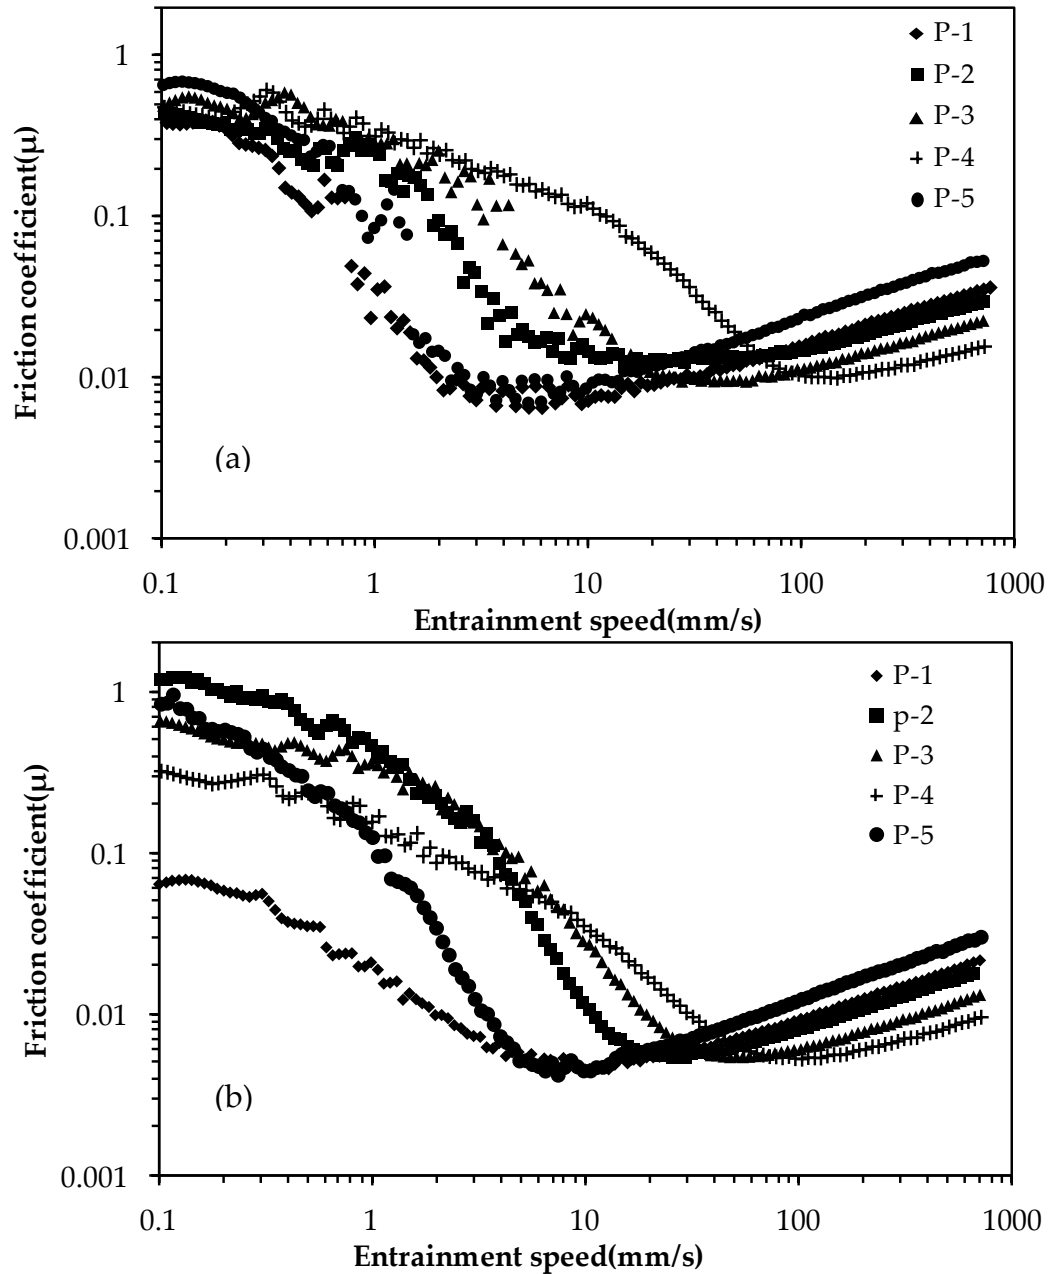 1
0.1
0.01
0.001
Friction coefficient(μ)
P-1
P-2
P-3
P-4
P-5
(a)
0.1
1
10
100
1000
Entrainment speed(mm/s)
1
0.1
0.01
0.001
Friction coefficient(μ)
P-1
p-2
P-3
P-4
P-5
(b)
0.1
1
10
100
1000
Entrainment speed(mm/s)